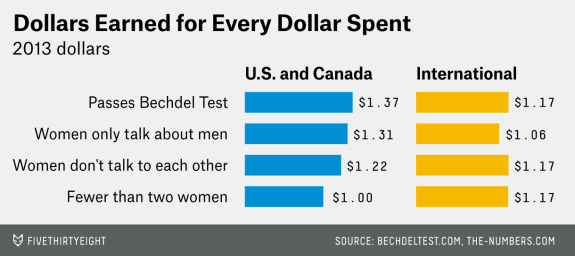 Dollars Earned for Every Dollar Spent
2013 dollars
U.S. and Canada International
Passes Bechdel Test $1.37 $1.17
Women only talk about men $1.31 $1.06
Women don't talk to each other $1.22 $1.17
Fewer than two women $1.00 $1.17
FIVETHIRTYEIGHT SOURCE: BECHDELTEST.COM, THE-NUMBERS.COM